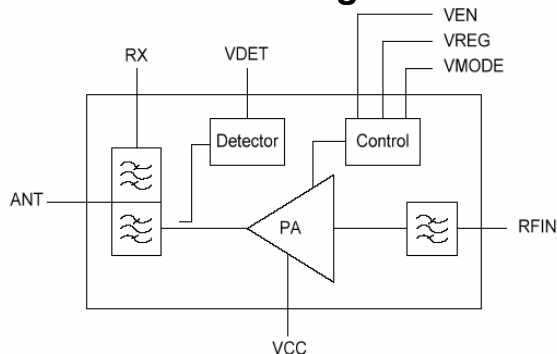 VEN
VREG
VMODE
RX
VDET
Detector
Control
ANT
PA
RFIN
VCC